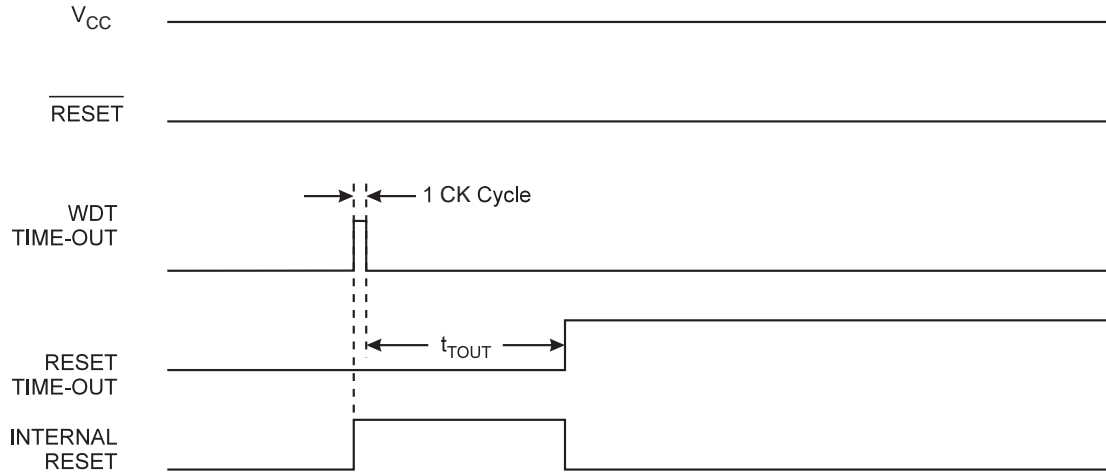 VCC
RESET
1 CK Cycle
WDT
TIME-OUT
tTOUT
RESET
TIME-OUT
INTERNAL
RESET